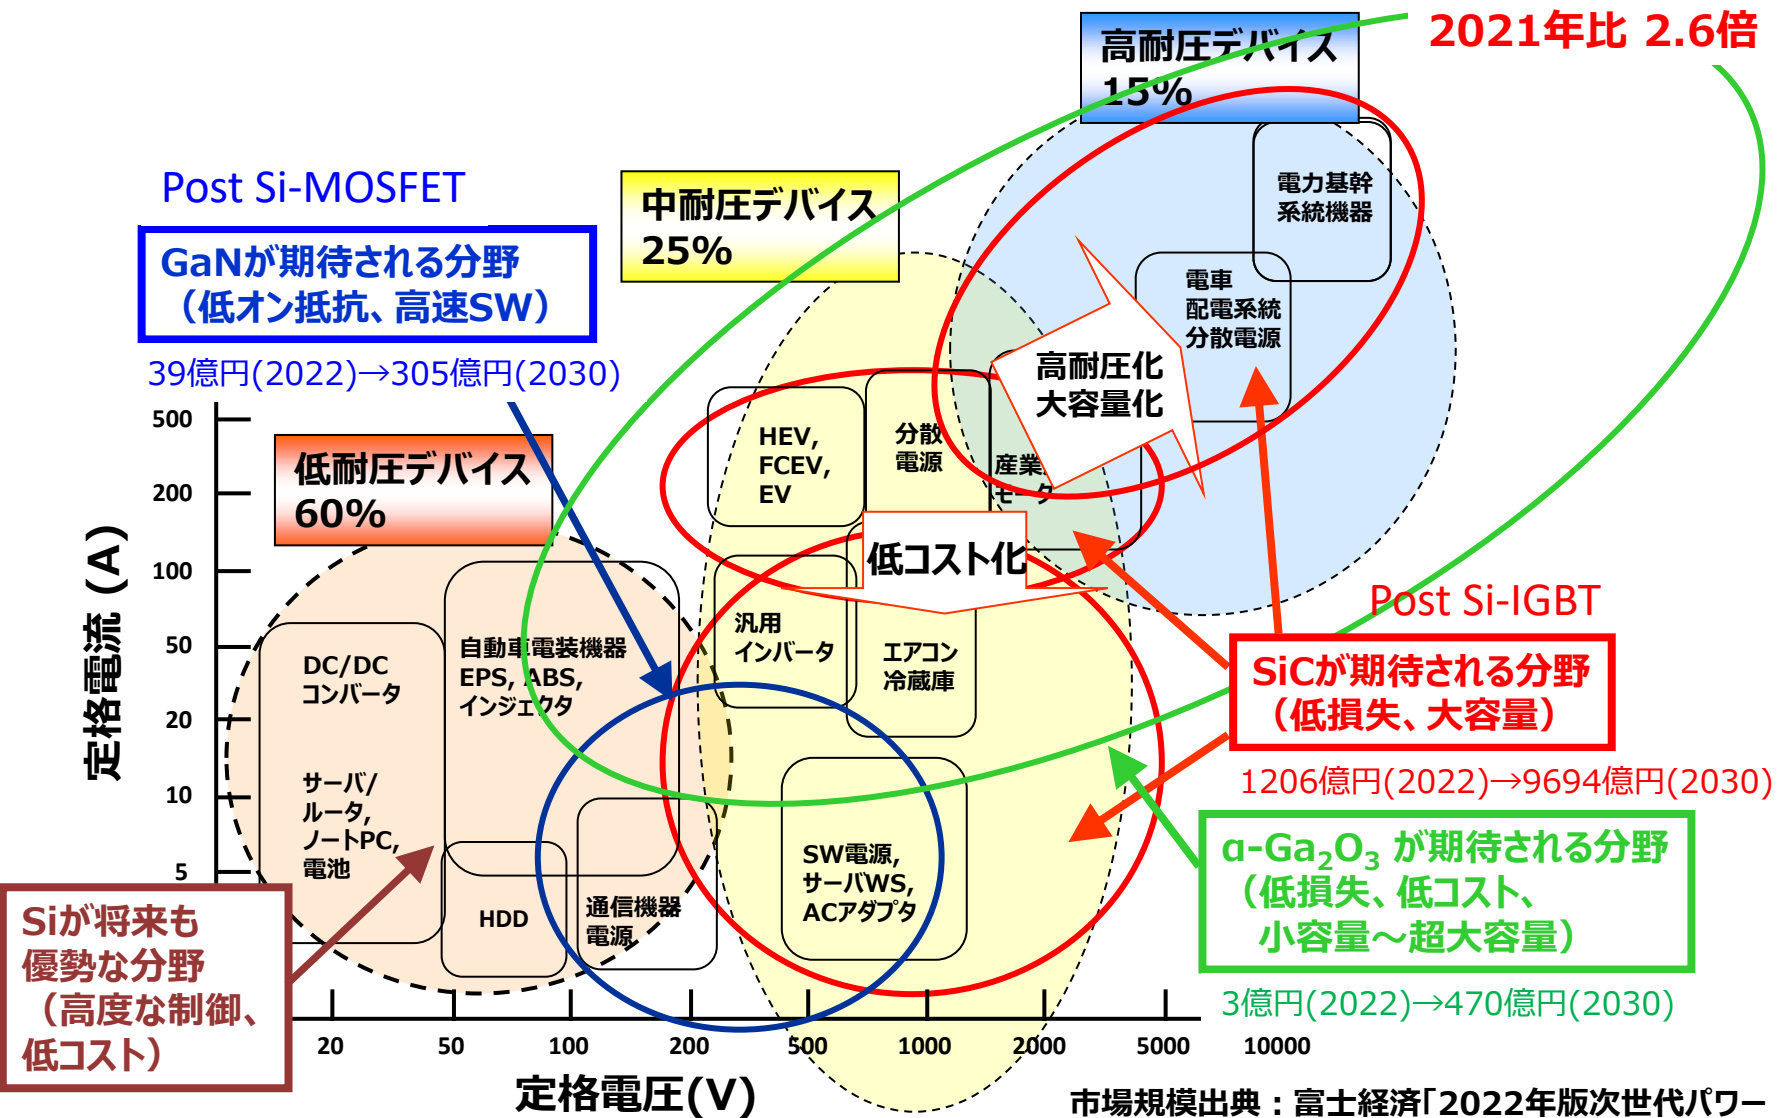 2021年比 2.6倍
高耐圧デバイス
15%
Post Si-MOSFET
中耐圧デバイス
25%
GaNが期待される分野
（低オン抵抗、高速SW）
39億円(2022)→305億円(2030)
電力基幹
系統機器
電車
配電系統
分散電源
高耐圧化
大容量化
低耐圧デバイス
60%
HEV,
FCEV,
EV
分散
電源
産業
モータ
低コスト化
定格電流 (A)
500
200
100
50
20
10
5
DC/DC
コンバータ
サーバ/
ルータ,
ノートPC,
電池
自動車電装機器
EPS, ABS,
インジェクタ
HDD
通信機器
電源
汎用
インバータ
エアコン
冷蔵庫
SW電源,
サーバWS,
ACアダプタ
Post Si-IGBT
SiCが期待される分野
（低損失、大容量）
1206億円(2022)→9694億円(2030)
α-Ga₂O₃ が期待される分野
（低損失、低コスト、
小容量～超大容量）
3億円(2022)→470億円(2030)
Siが将来も
優勢な分野
（高度な制御、
低コスト）
20
50
100
200
500
1000
2000
5000
10000
定格電圧(V)
市場規模出典：富士経済「2022年版次世代パワー